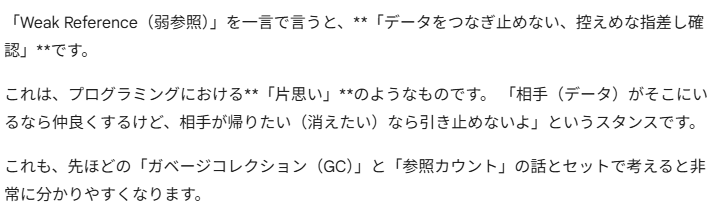 「Weak Reference（弱参照）」を一言で言うと、**「データをつなぎ止めない、控えめな指差し確
認」**です。
これは、プログラミングにおける**「片思い」**のようなものです。 「相手（データ）がそこにい
るなら仲良くするけど、相手が帰りたい（消えたい）なら引き止めないよ」というスタンスです。
これも、先ほどの「ガベージコレクション（GC）」と「参照カウント」の話とセットで考えると非
常に分かりやすくなります。